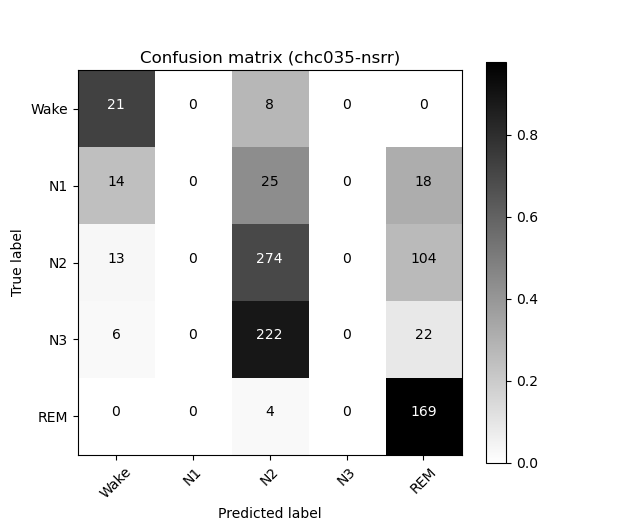 Confusion matrix (chc035-nsrr)
Wake 21 0 8 0 0
N1 14 0 25 0 18
N2 13 0 274 0 104
N3 6 0 222 0 22
REM 0 0 4 0 169
Wake N1 N2 N3 REM
Predicted label
True label
0.8
0.6
0.4
0.2
0.0